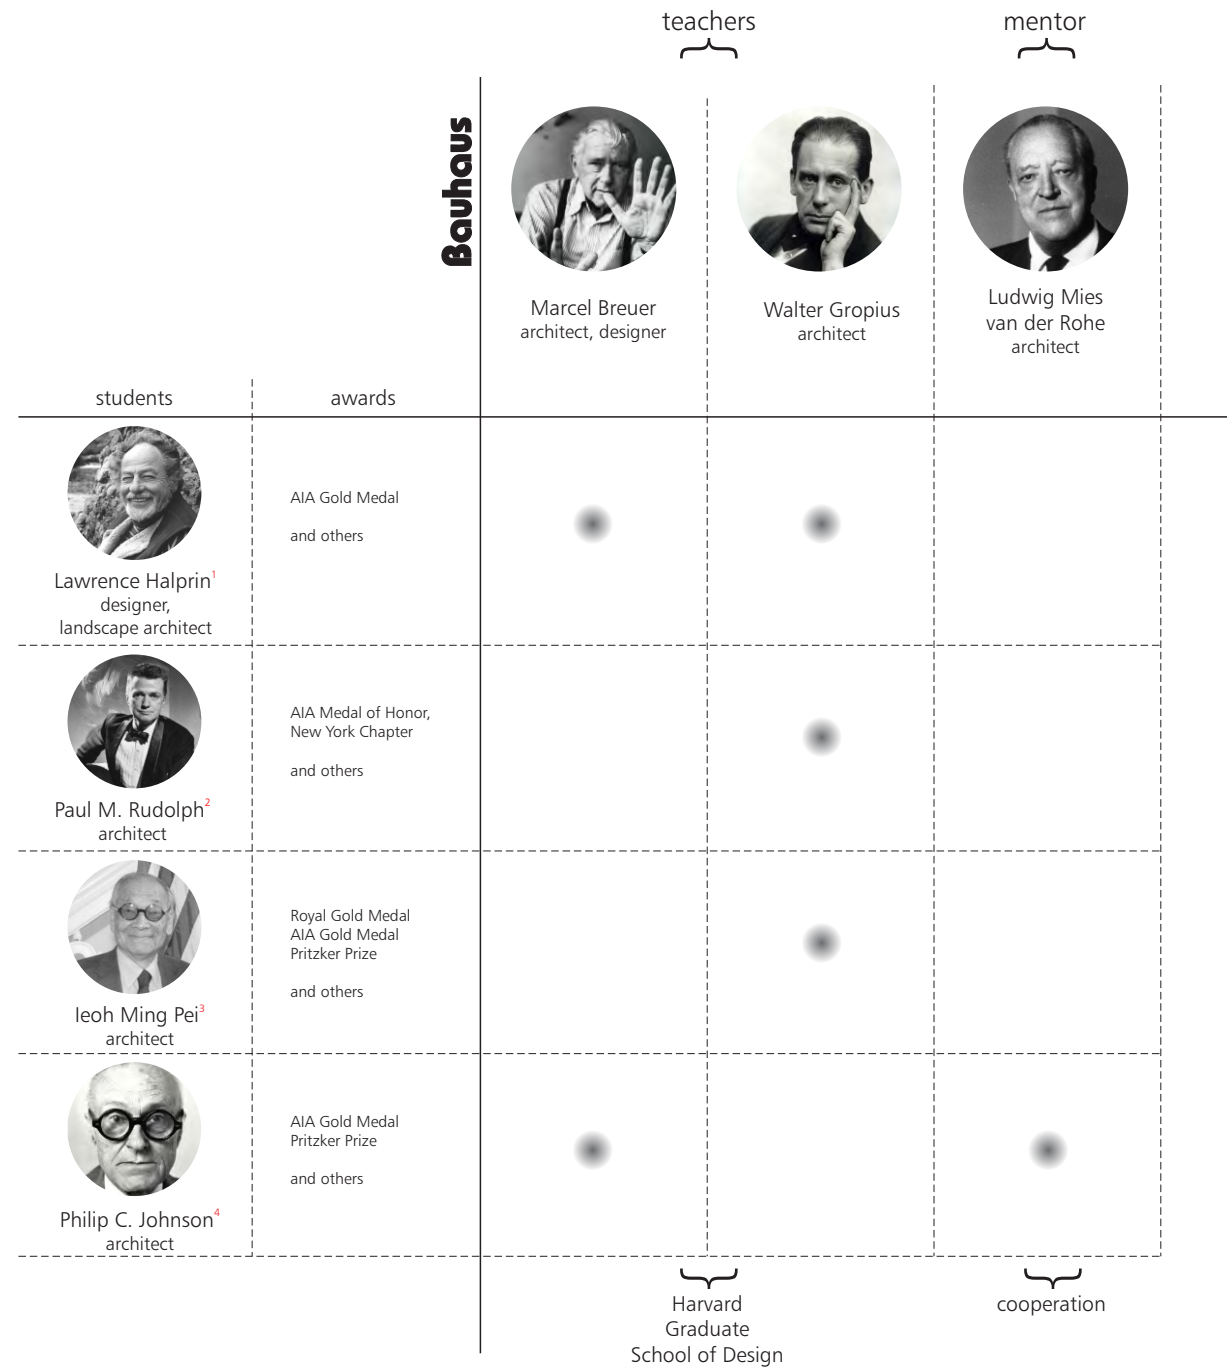 teachers
mentor
Bauhaus
Marcel Breuer
architect, designer
Walter Gropius
architect
Ludwig Mies
van der Rohe
architect
students
awards
Lawrence Halprin¹
designer,
landscape architect
AIA Gold Medal
and others
Paul M. Rudolph²
architect
AIA Medal of Honor,
New York Chapter
and others
Ieoh Ming Pei³
architect
Royal Gold Medal
AIA Gold Medal
Pritzker Prize
and others
Philip C. Johnson⁴
architect
AIA Gold Medal
Pritzker Prize
and others
Harvard
Graduate
School of Design
cooperation